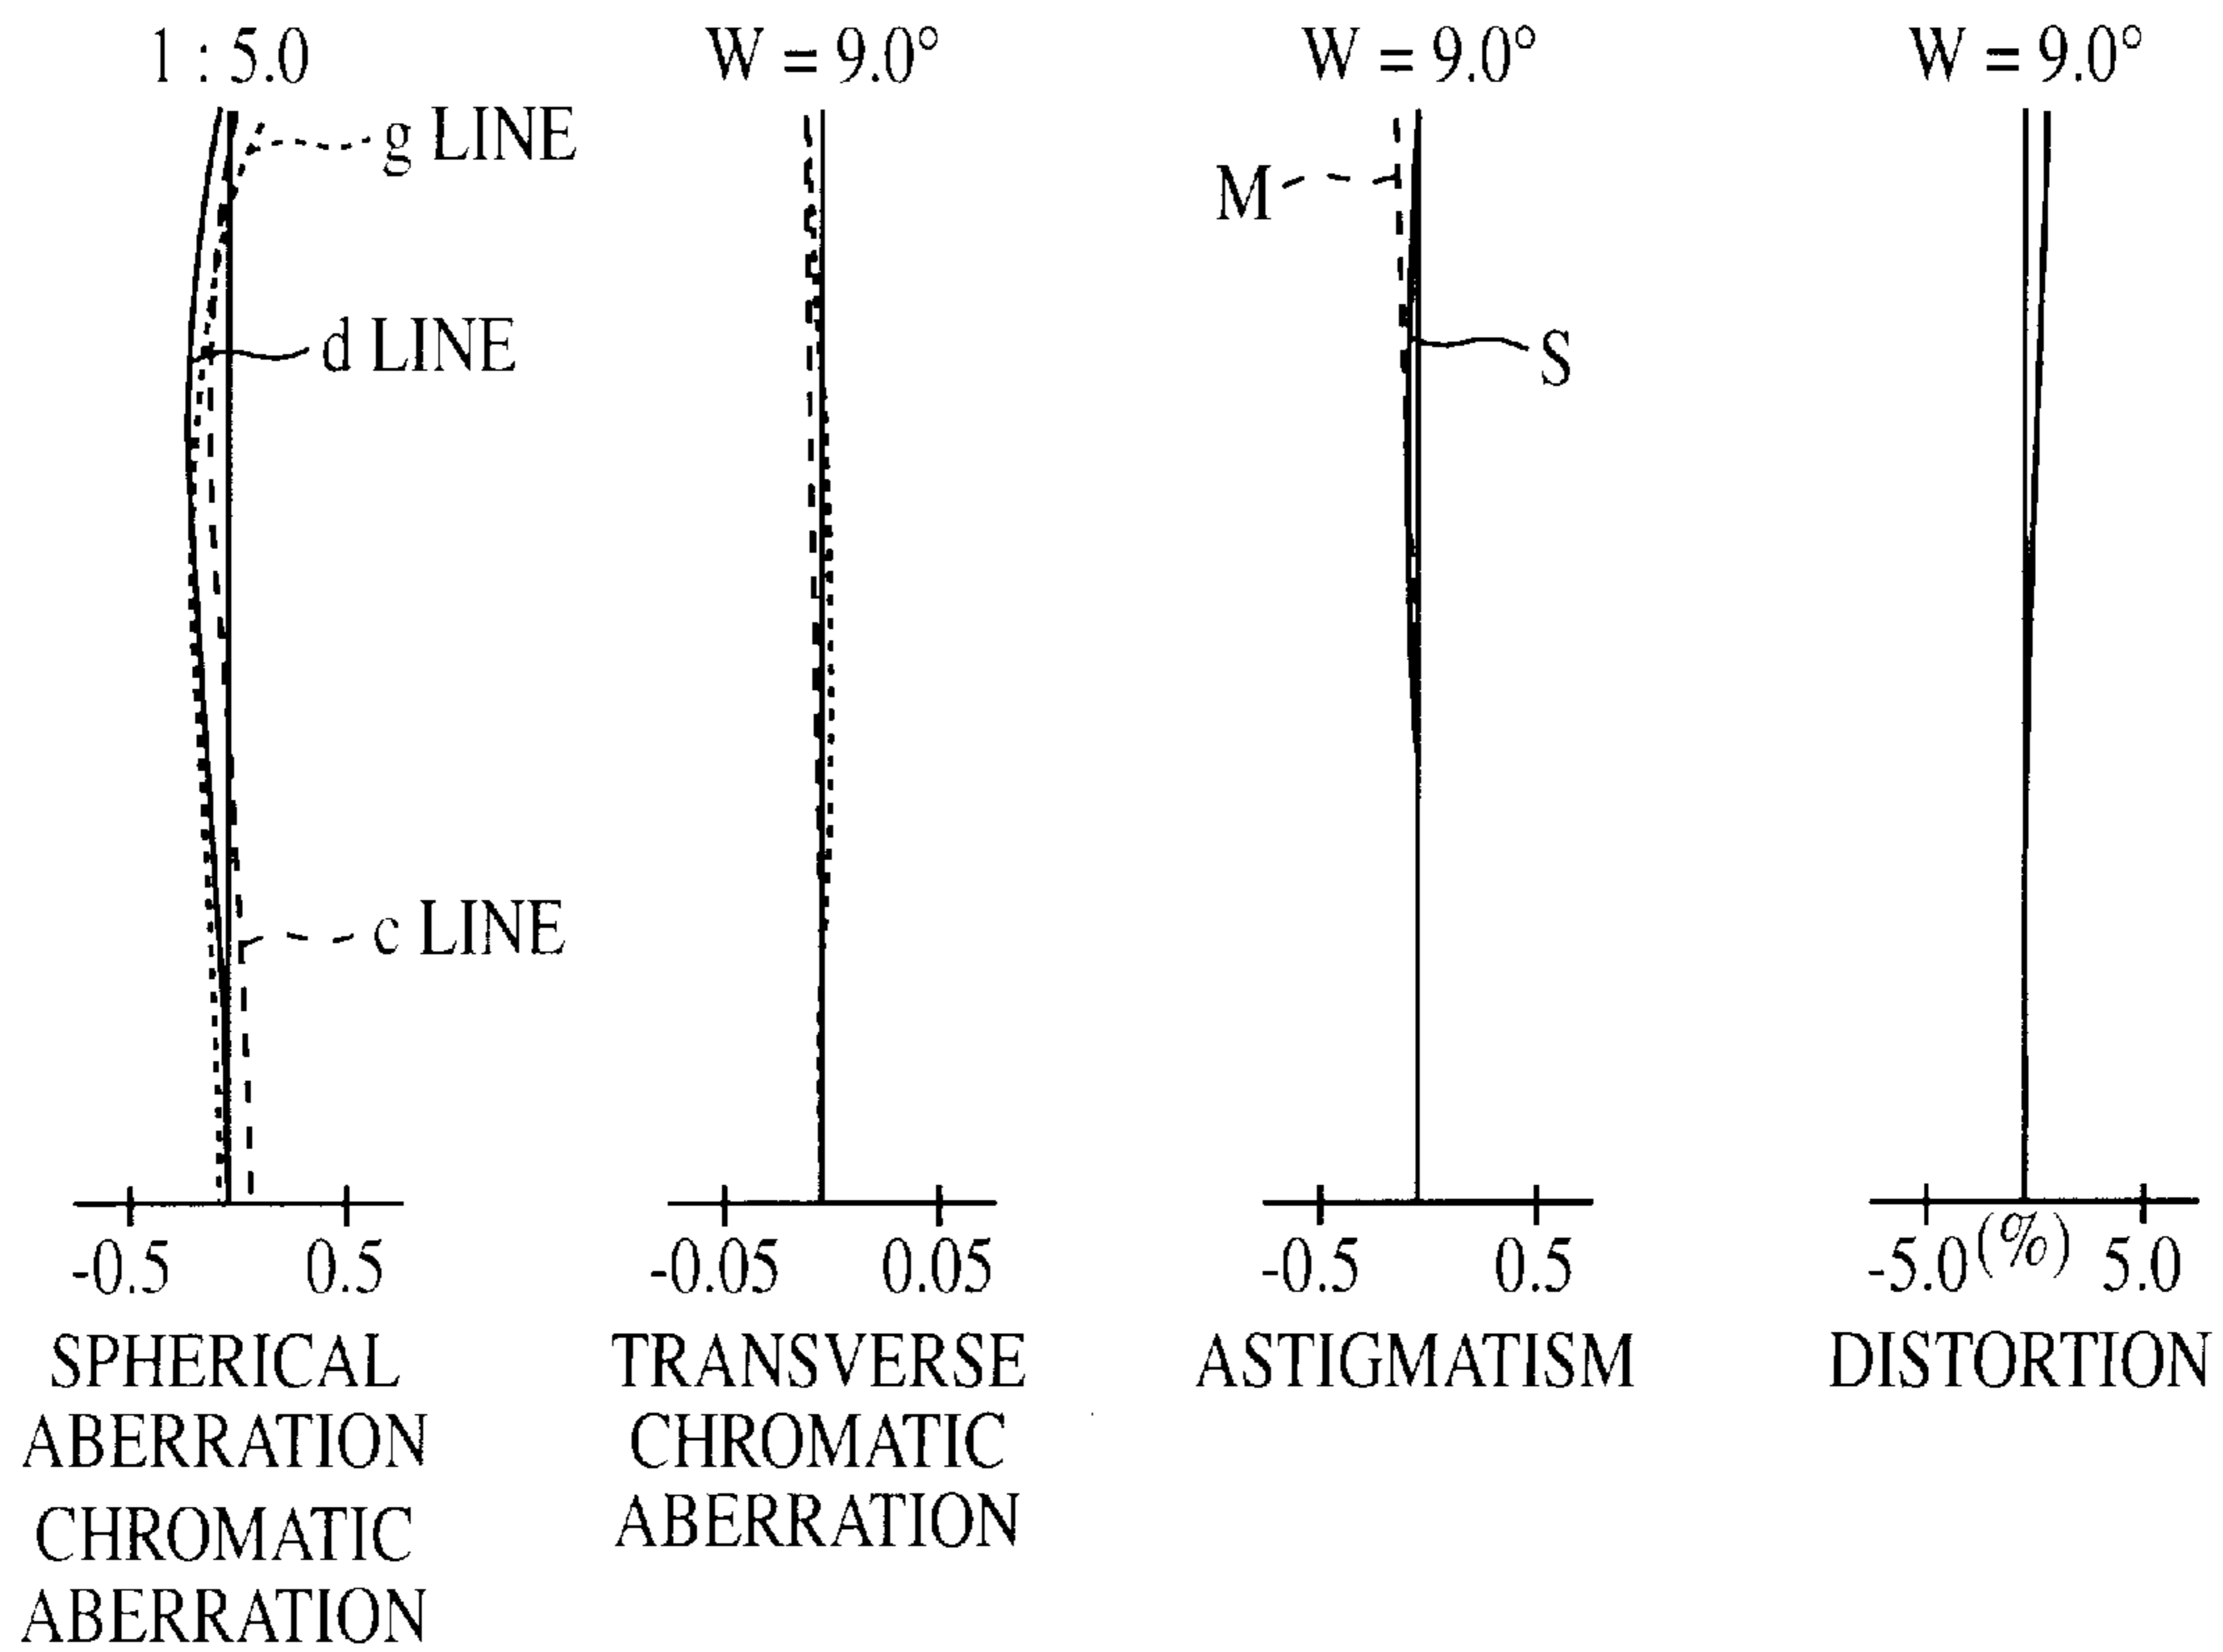 1 : 5.0
g LINE
d LINE
c LINE
-0.5 0.5
SPHERICAL
ABERRATION
CHROMATIC
ABERRATION
W = 9.0°
-0.05 0.05
TRANSVERSE
CHROMATIC
ABERRATION
W = 9.0°
M
S
-0.5 0.5
ASTIGMATISM
W = 9.0°
-5.0 (%) 5.0
DISTORTION